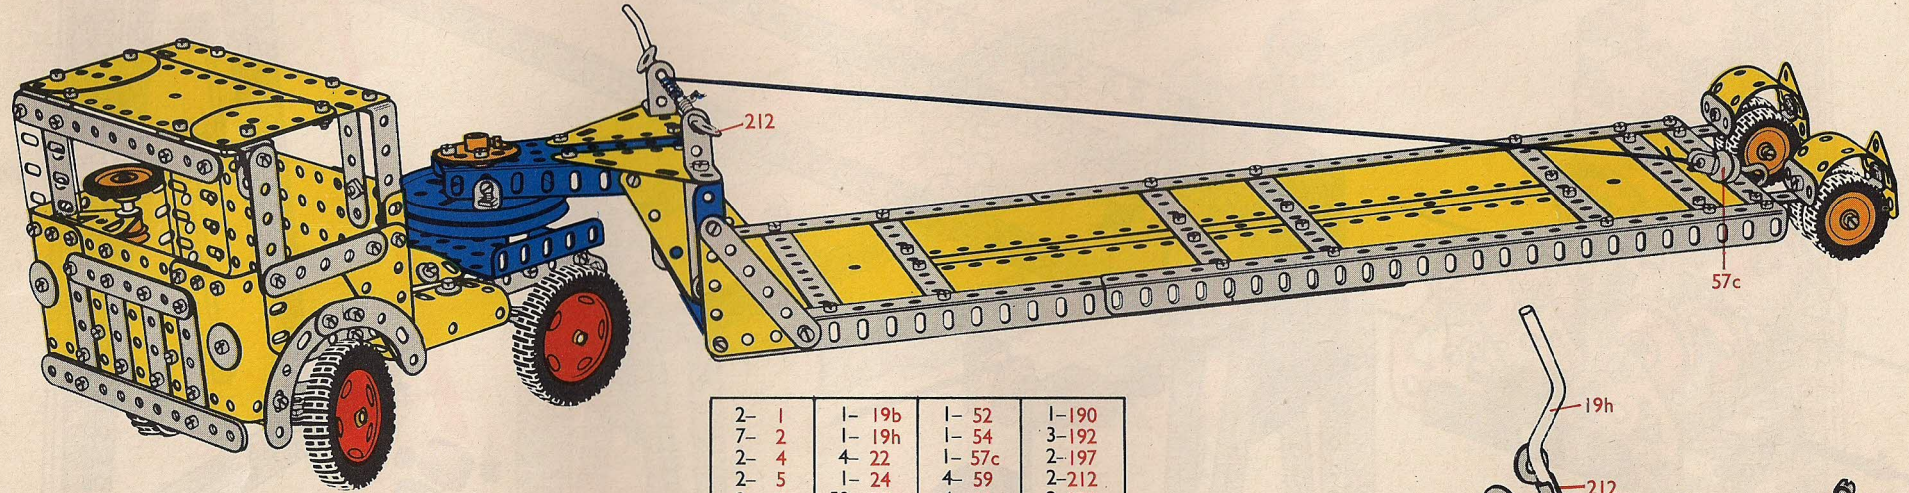 212
57c
2- 1 1- 19b 1- 52 1-190
7- 2 1- 19h 1- 54 3-192
2- 4 4- 22 1- 57c 2-197
2- 5 1- 24 4- 59 2-212
19h
212